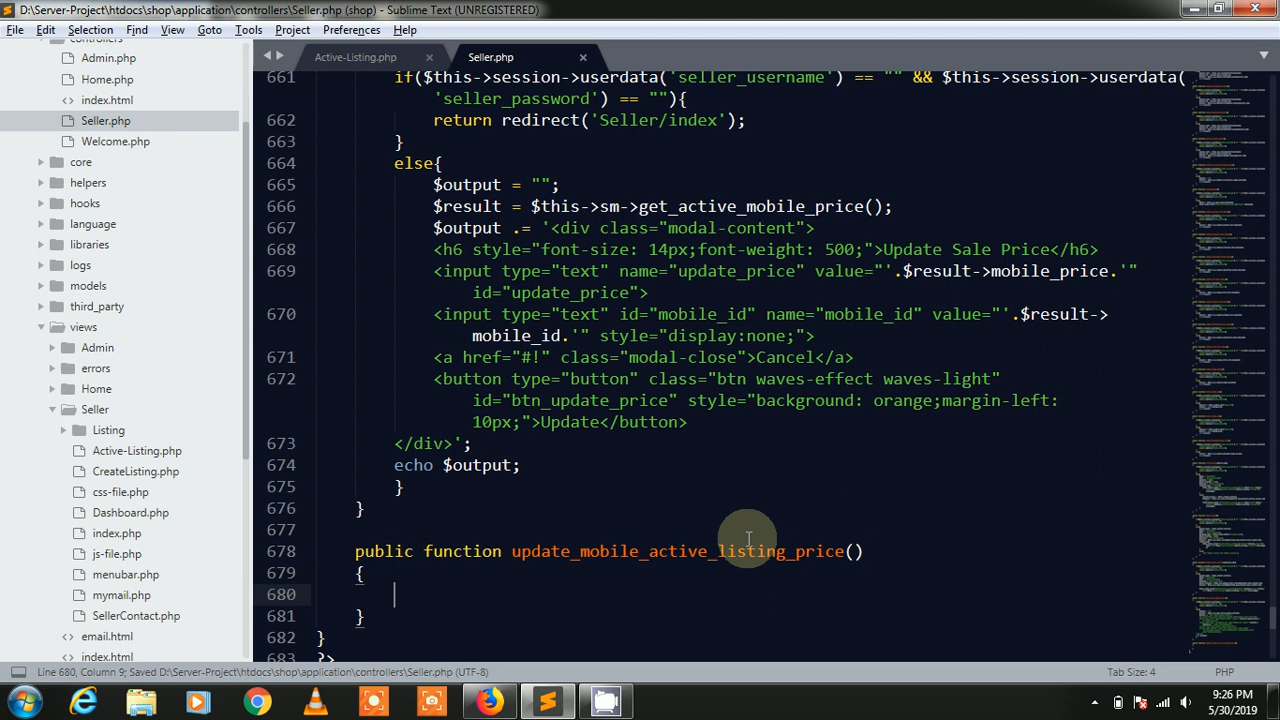 D:\Server-Project\htdocs\shop\application\controllers\Seller.php (shop) - Sublime Text (UNREGISTERED)
File Edit Selection Find View Goto Tools Project Preferences Help
Active-Listing.php
Seller.php
controllers
Admin.php
Home.php
index.html
Seller.php
Welcome.php
core
helpers
hooks
language
libraries
logs
models
third_party
views
Admin
errors
Home
Seller
Listing
Active-Listing.php
CreateListing.php
css-file.php
Dashboard.php
index.php
js-file.php
menubar.php
mymail.php
SellerContact.php
email.html
index.html
661 if($this->session->userdata('seller_username') == "" && $this->session->userdata(
'seller_password') == ""){
662 return redirect('Seller/index');
663 }
664 else{
665 $output = "";
666 $result = $this->sm->get_active_mobile_price();
667 $output = '<div class="modal-content">
668 <h6 style="font-size: 14px;font-weight: 500;">Update Your Price</h6>
669 <input type="text" name="update_price" value="'.$result->mobile_price.'"
id="update_price">
670 <input type="text" id="mobile_id" name="mobile_id" value="'.$result->
mobile_id.'" style="display:none;">
671 <a href="#!" class="modal-close">cancel</a>
672 <button type="button" class="btn waves-effect waves-light"
id="btn_update_price" style="background: orange;margin-left:
10px;">Update</button>
673 </div>';
674 echo $output;
675 }
676 }
677
678 public function update_mobile_active_listing_price()
679 {
680
681 }
682 }
683 ?>
Line 680, Column 9; Saved D:\Server-Project\htdocs\shop\application\controllers\Seller.php (UTF-8)
Tab Size: 4
PHP
9:26 PM
5/30/2019